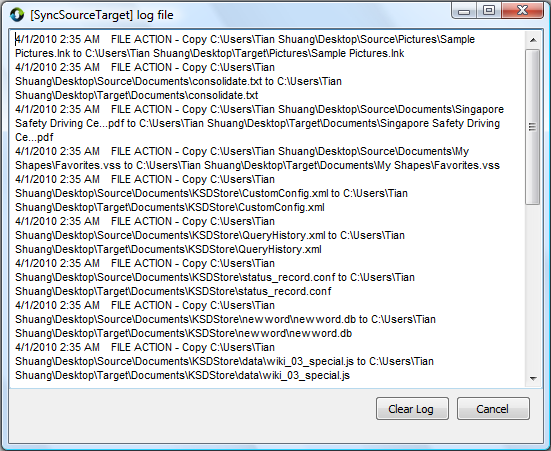 [SyncSourceTarget] log file
4/1/2010 2:35 AM FILE ACTION - Copy C:\Users\Tian Shuang\Desktop\Source\Pictures\Sample
Pictures.lnk to C:\Users\Tian Shuang\Desktop\Target\Pictures\Sample Pictures.lnk
4/1/2010 2:35 AM FILE ACTION - Copy C:\Users\Tian
Shuang\Desktop\Source\Documents\consolidate.txt to C:\Users\Tian
Shuang\Desktop\Target\Documents\consolidate.txt
4/1/2010 2:35 AM FILE ACTION - Copy C:\Users\Tian Shuang\Desktop\Source\Documents\Singapore
Safety Driving Ce...pdf to C:\Users\Tian Shuang\Desktop\Target\Documents\Singapore Safety Driving
Ce...pdf
4/1/2010 2:35 AM FILE ACTION - Copy C:\Users\Tian Shuang\Desktop\Source\Documents\My
Shapes\Favorites.vss to C:\Users\Tian Shuang\Desktop\Target\Documents\My Shapes\Favorites.vss
4/1/2010 2:35 AM FILE ACTION - Copy C:\Users\Tian
Shuang\Desktop\Source\Documents\KSDStore\CustomConfig.xml to C:\Users\Tian
Shuang\Desktop\Target\Documents\KSDStore\CustomConfig.xml
4/1/2010 2:35 AM FILE ACTION - Copy C:\Users\Tian
Shuang\Desktop\Source\Documents\KSDStore\QueryHistory.xml to C:\Users\Tian
Shuang\Desktop\Target\Documents\KSDStore\QueryHistory.xml
4/1/2010 2:35 AM FILE ACTION - Copy C:\Users\Tian
Shuang\Desktop\Source\Documents\KSDStore\status_record.conf to C:\Users\Tian
Shuang\Desktop\Target\Documents\KSDStore\status_record.conf
4/1/2010 2:35 AM FILE ACTION - Copy C:\Users\Tian
Shuang\Desktop\Source\Documents\KSDStore\newword\newword.db to C:\Users\Tian
Shuang\Desktop\Target\Documents\KSDStore\newword\newword.db
4/1/2010 2:35 AM FILE ACTION - Copy C:\Users\Tian
Shuang\Desktop\Source\Documents\KSDStore\data\wiki_03_special.js to C:\Users\Tian
Shuang\Desktop\Target\Documents\KSDStore\data\wiki_03_special.js
Clear Log Cancel